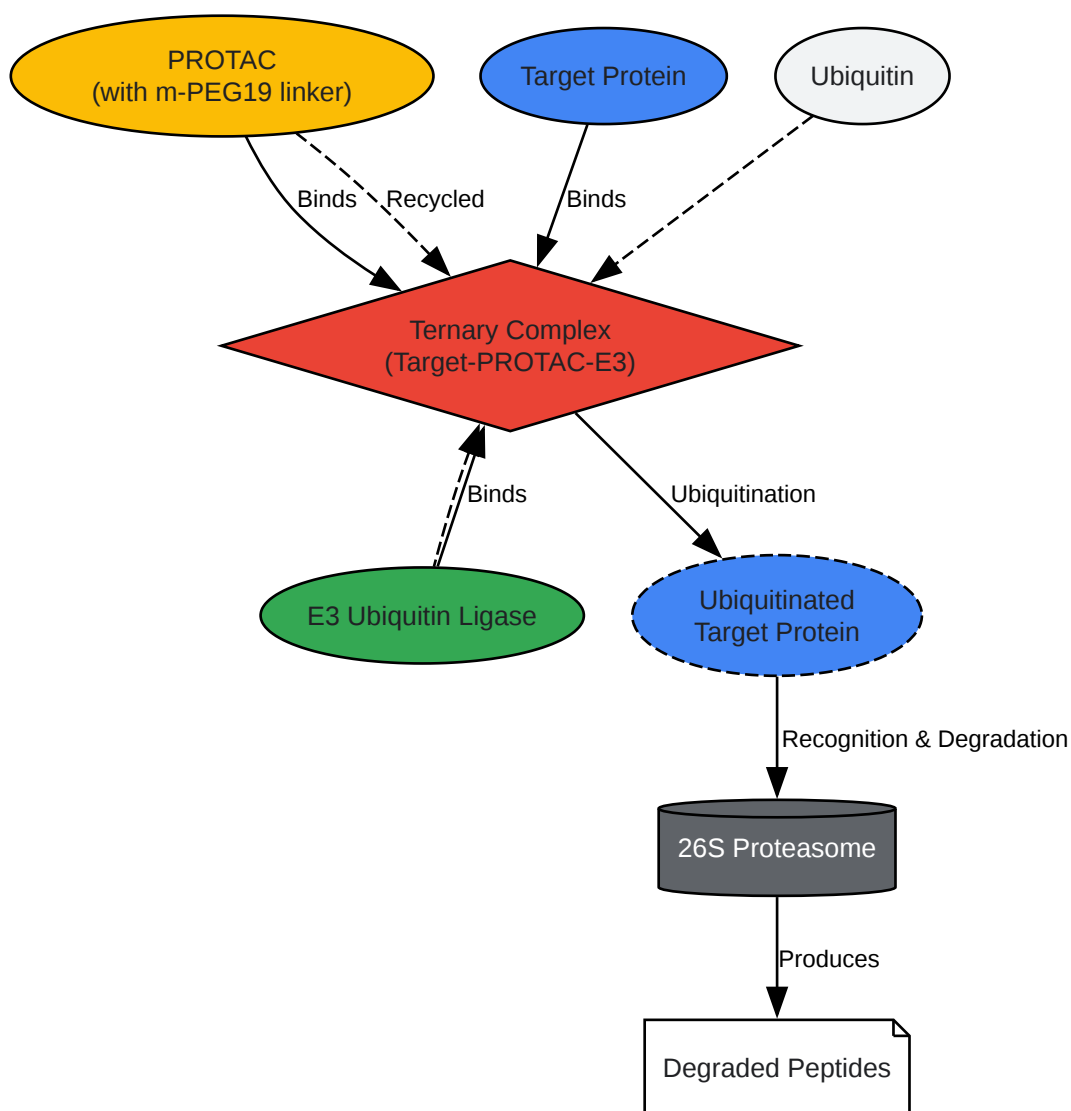 PROTAC
(with m-PEG19 linker)
Target Protein
Ubiquitin
Binds
Recycled
Binds
Ternary Complex
(Target-PROTAC-E3)
Binds
Ubiquitination
E3 Ubiquitin Ligase
Ubiquitinated
Target Protein
Recognition & Degradation
26S Proteasome
Produces
Degraded Peptides